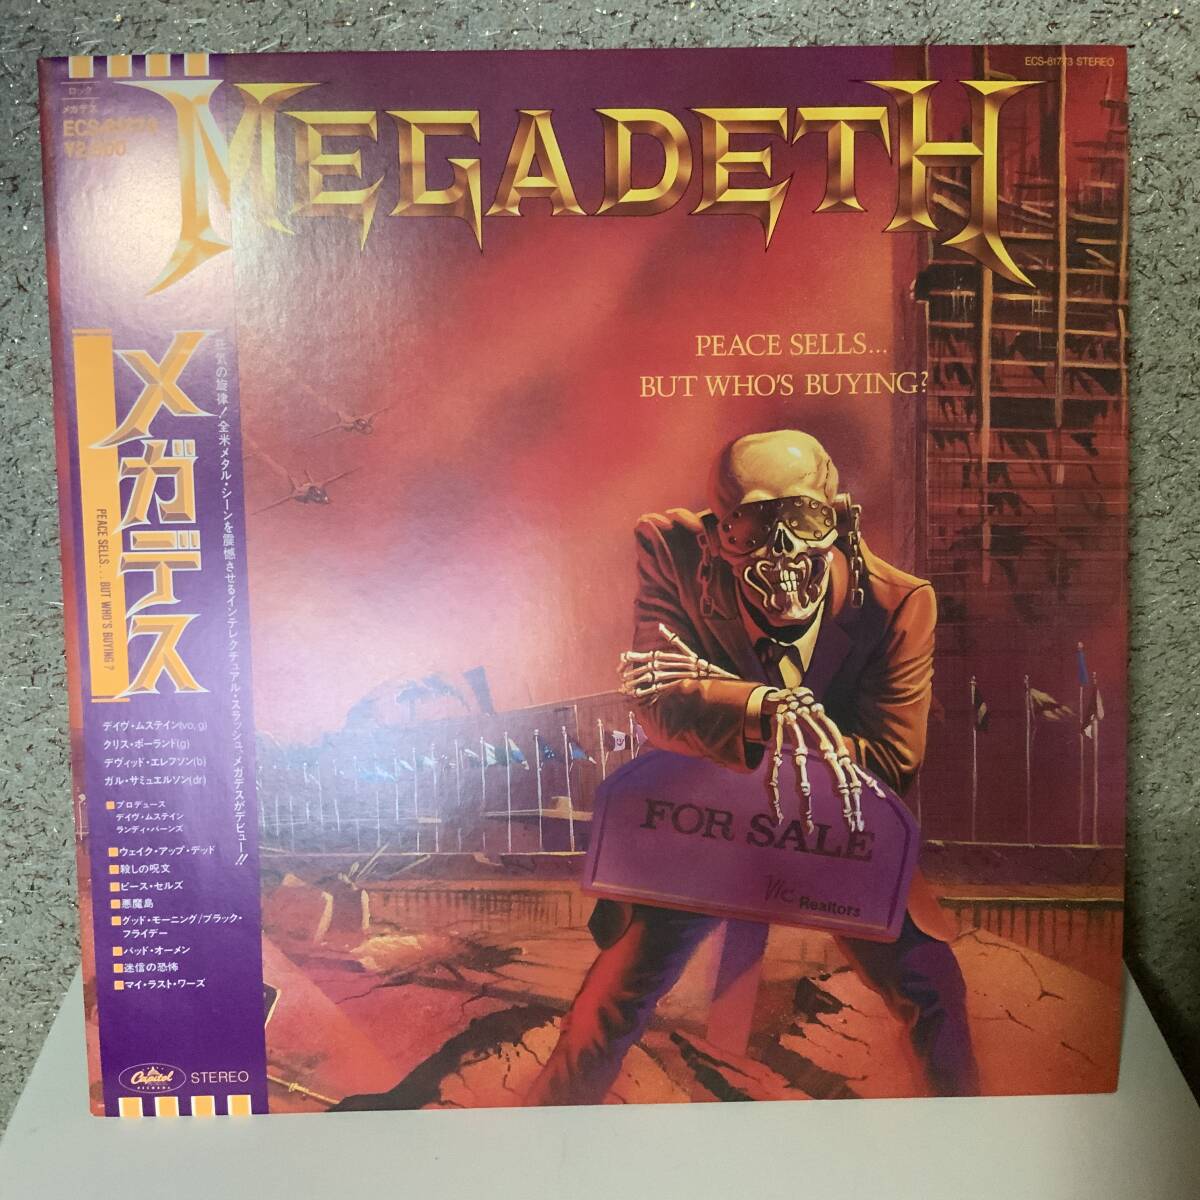 ECS-81773 STEREO
ロック
メガデス
¥2,500
MEGADETH
PEACE SELLS...
BUT WHO'S BUYING?
メガデス
PEACE SELLS... BUT WHO'S BUYING?
狂気の旋律!全米メタル・シーンを震撼させるインテレクチュアル・スラッシュ、メガデスがデビュー!!
デイヴ・ムステイン(vo, g)
クリス・ポーランド(g)
デヴィッド・エレフソン(b)
ガル・サミュエルソン(dr)
■プロデュース
デイヴ・ムステイン
ランディ・バーンズ
■ウェイク・アップ・デッド
■殺しの呪文
■ピース・セルズ
■悪魔島
■グッド・モーニング/ブラック・
フライデー
■バッド・オーメン
■迷信の恐怖
■マイ・ラスト・ワーズ
Capitol
RECORDS
STEREO
FOR SALE
Vic Realtors